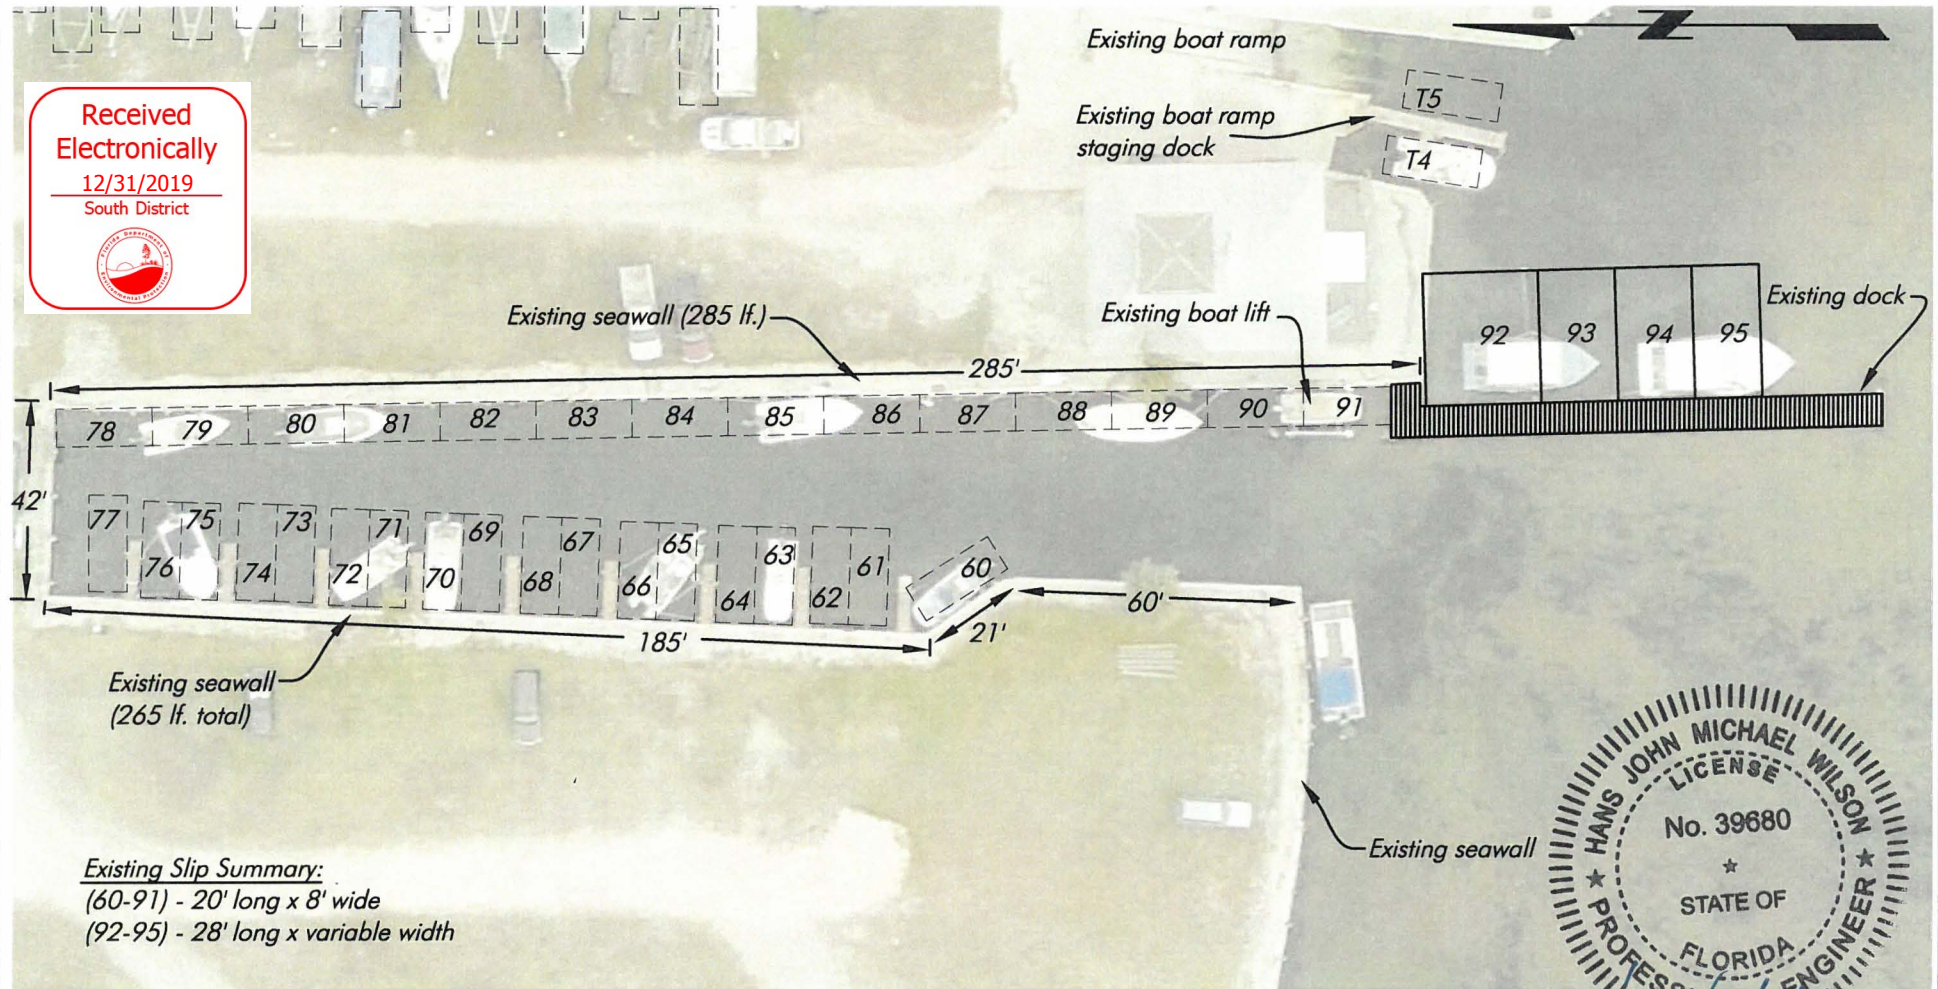 Existing boat ramp
N
T5
Received
Electronically
12/31/2019
South District
Florida Department of
Environmental Protection
Existing boat ramp
staging dock
T4
Existing seawall (285 lf.)
Existing boat lift
Existing dock
92 93 94 95
285'
78 79 80 81 82 83 84 85 86 87 88 89 90 91
42'
77 75 73 71 69 67 65 63 61 60
76 74 72 70 68 66 64 62
60'
21'
185'
Existing seawall
(265 lf. total)
Existing seawall
Existing Slip Summary:
(60-91) - 20' long x 8' wide
(92-95) - 28' long x variable width
HANS JOHN MICHAEL WILSON
LICENSE
No. 39680
STATE OF
FLORIDA
ENGINEER